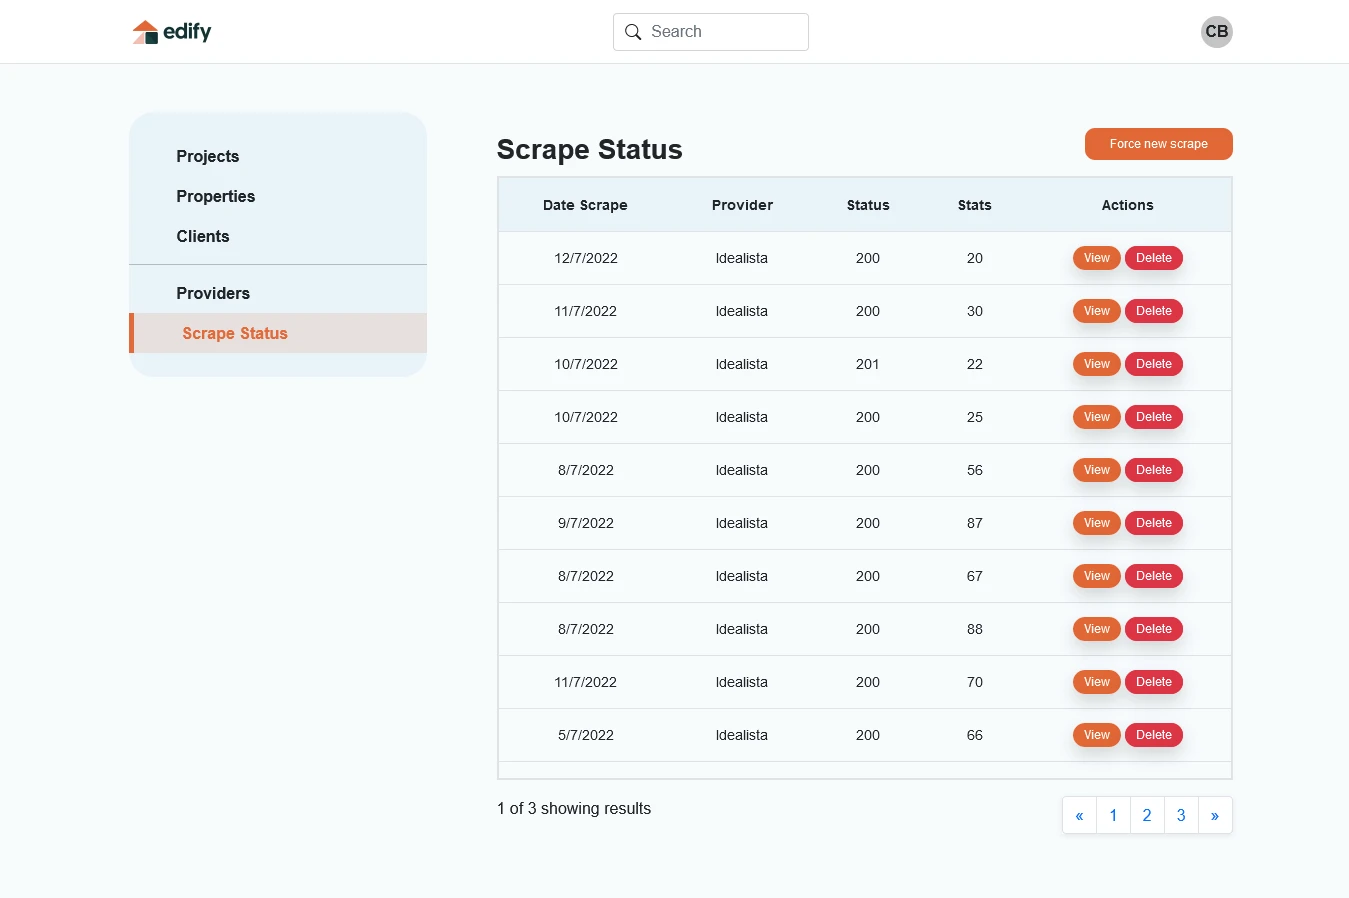 edify
Search
CB
Projects
Properties
Clients
Providers
Scrape Status
Scrape Status
Force new scrape
Date Scrape Provider Status Stats Actions
12/7/2022 Idealista 200 20 View Delete
11/7/2022 Idealista 200 30 View Delete
10/7/2022 Idealista 201 22 View Delete
10/7/2022 Idealista 200 25 View Delete
8/7/2022 Idealista 200 56 View Delete
9/7/2022 Idealista 200 87 View Delete
8/7/2022 Idealista 200 67 View Delete
8/7/2022 Idealista 200 88 View Delete
11/7/2022 Idealista 200 70 View Delete
5/7/2022 Idealista 200 66 View Delete
1 of 3 showing results
« 1 2 3 »